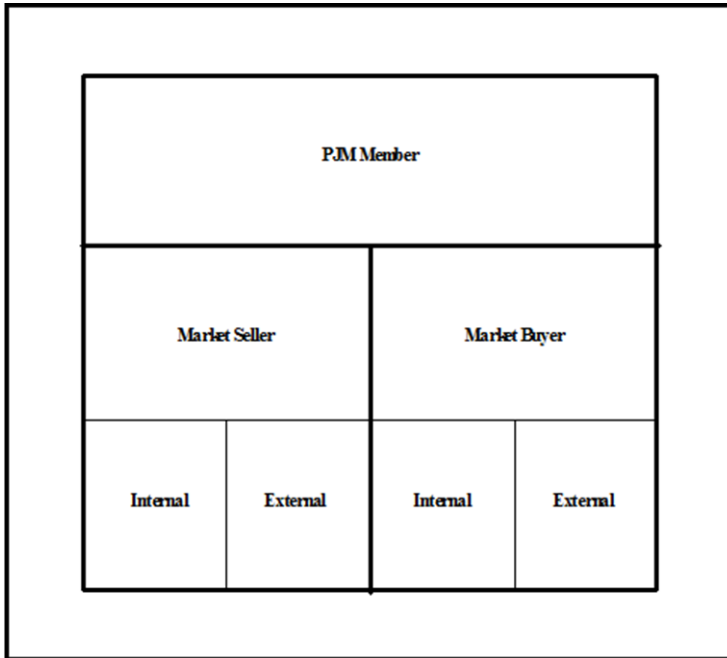 PJM Member
Market Seller
Market Buyer
Internal
External
Internal
External